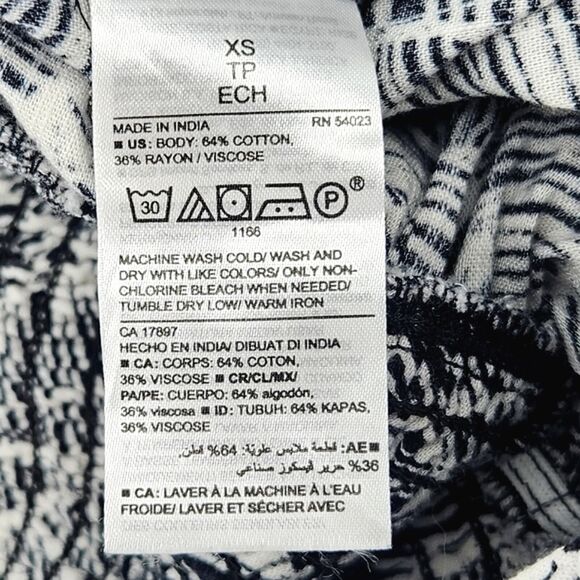 XS
TP
ECH
MADE IN INDIA RN 54023
■ US: BODY: 64% COTTON,
36% RAYON / VISCOSE
30 P ®
1166
MACHINE WASH COLD/ WASH AND
DRY WITH LIKE COLORS/ ONLY NON-
CHLORINE BLEACH WHEN NEEDED/
TUMBLE DRY LOW/ WARM IRON
CA 17897
HECHO EN INDIA/ DIBUAT DI INDIA
■ CA: CORPS: 64% COTON,
36% VISCOSE ■ CR/CL/MX/
PA/PE: CUERPO: 64% algodón,
36% viscosa ■ ID: TUBUH: 64% KAPAS,
36% VISCOSE
■ AE: قطعة ملابس علوية: 64% قطن,
36% حرير فيسكوز صناعي
■ CA : LAVER À LA MACHINE À L'EAU
FROIDE/ LAVER ET SÉCHER AVEC